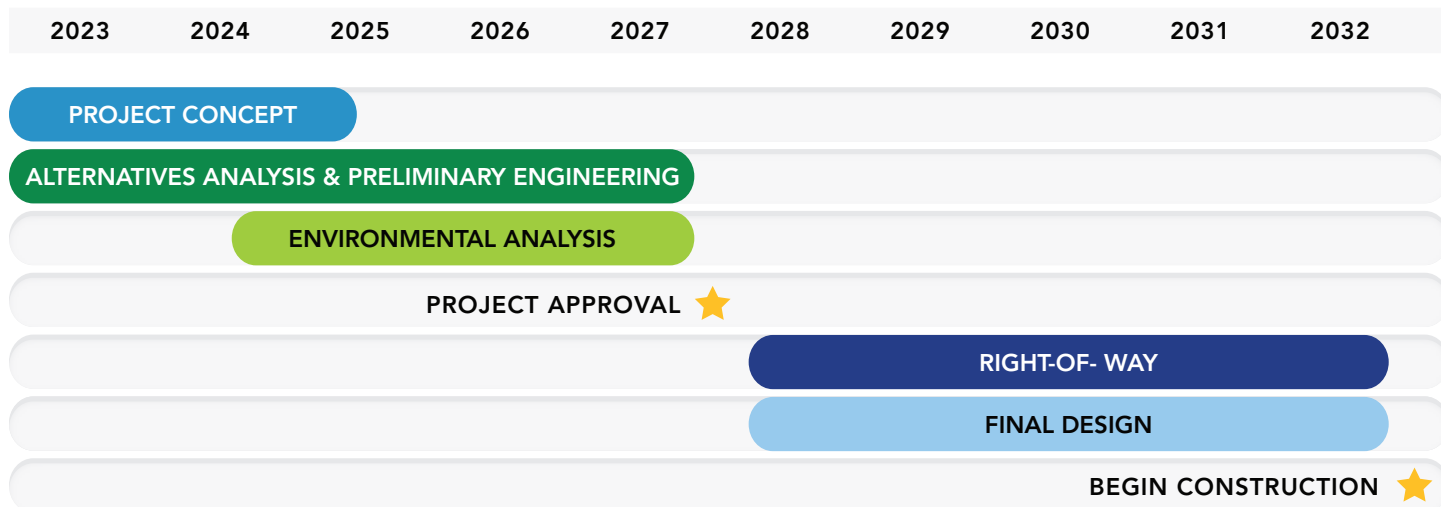 2023 2024 2025 2026 2027 2028 2029 2030 2031 2032
PROJECT CONCEPT
ALTERNATIVES ANALYSIS & PRELIMINARY ENGINEERING
ENVIRONMENTAL ANALYSIS
PROJECT APPROVAL
RIGHT-OF- WAY
FINAL DESIGN
BEGIN CONSTRUCTION